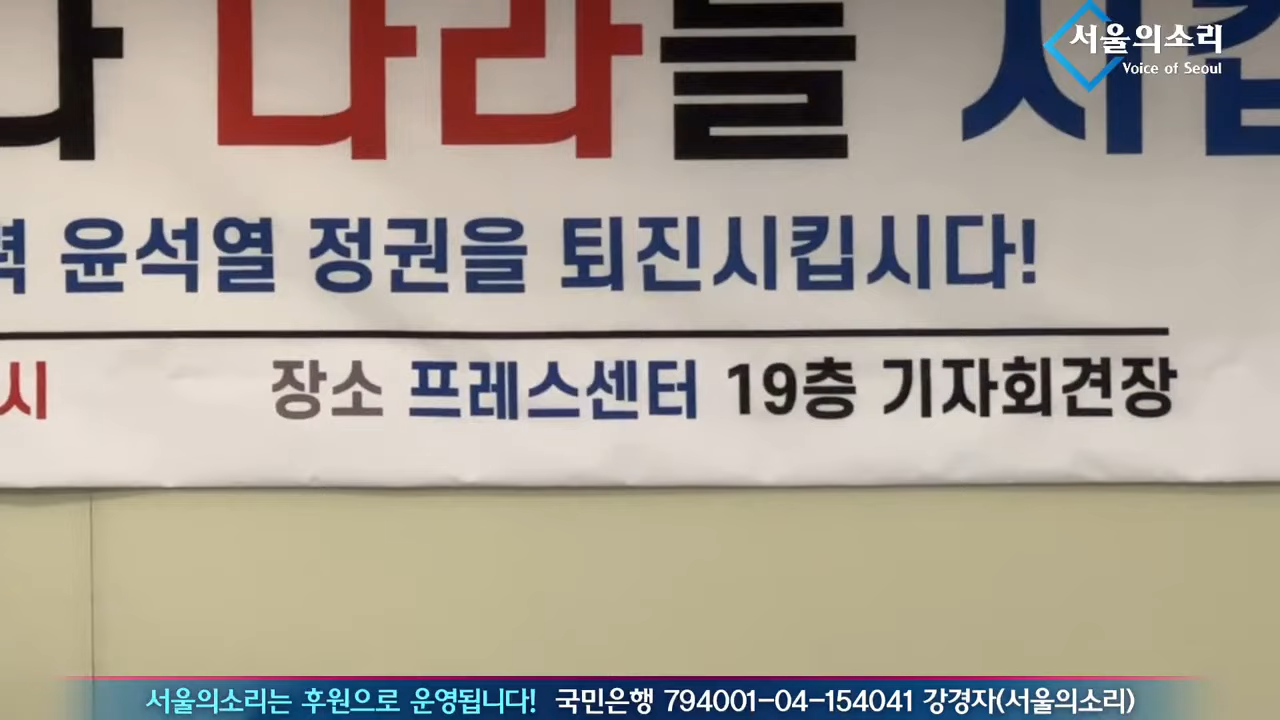 서울의소리
Voice of Seoul
나라를
윤석열 정권을 퇴진시킵시다!
시 장소 프레스센터 19층 기자회견장
서울의소리는 후원으로 운영됩니다! 국민은행 794001-04-154041 강경자(서울의소리)